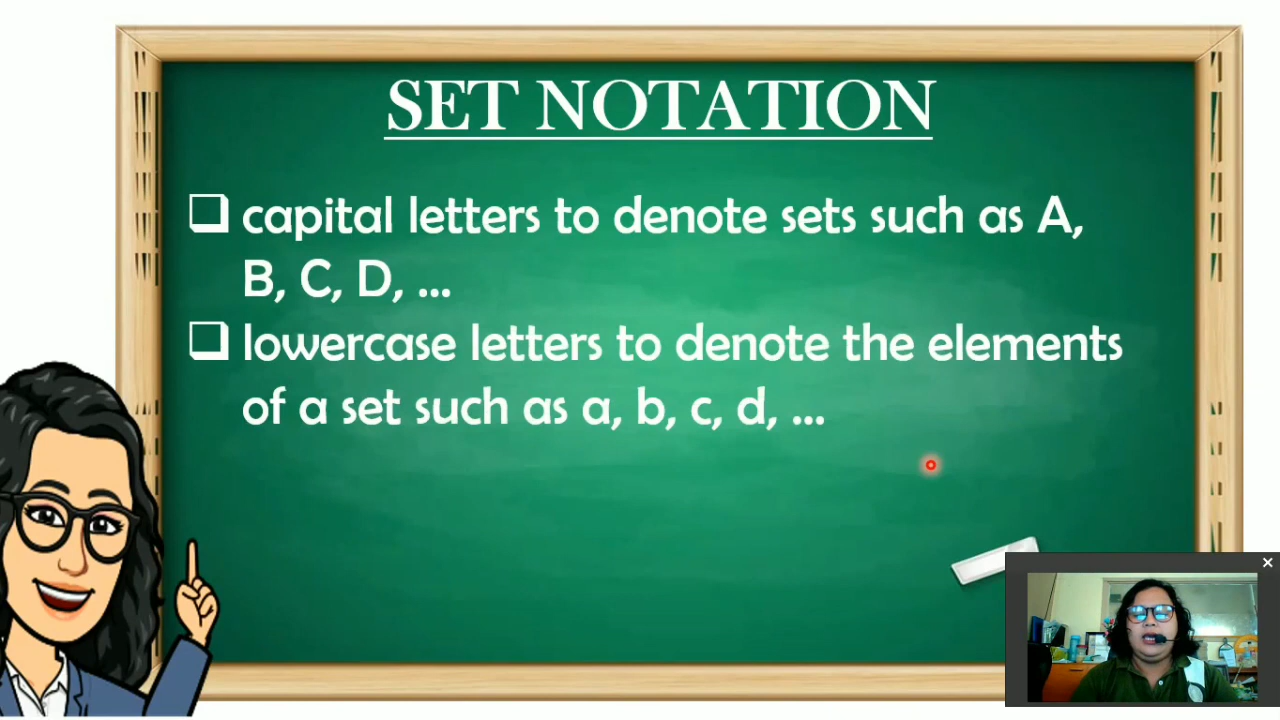 SET NOTATION
capital letters to denote sets such as A,
B, C, D, ...
lowercase letters to denote the elements
of a set such as a, b, c, d, ...